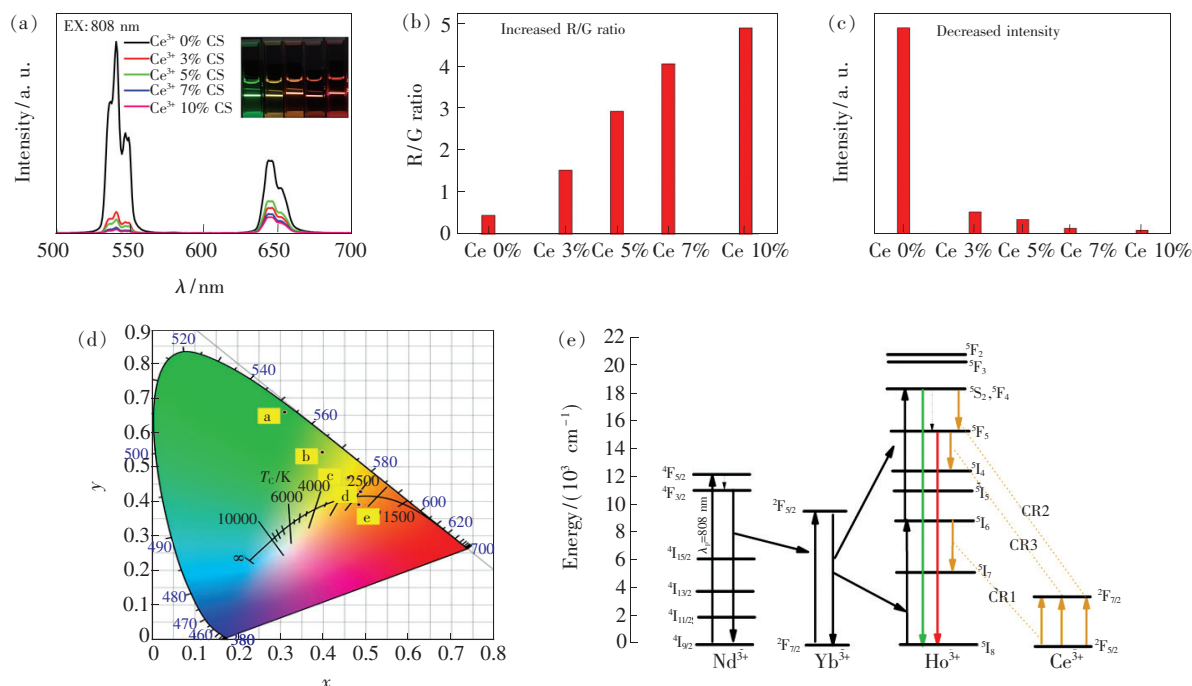 (a)
EX: 808 nm
Ce³⁺ 0% CS
Ce³⁺ 3% CS
Ce³⁺ 5% CS
Ce³⁺ 7% CS
Ce³⁺ 10% CS
Intensity/a. u.
500 550 600 650 700
λ/nm
(b)
Increased R/G ratio
R/G ratio
5
4
3
2
1
0
Ce 0% Ce 3% Ce 5% Ce 7% Ce 10%
(c)
Decreased intensity
Intensity/a. u.
Ce 0% Ce 3% Ce 5% Ce 7% Ce 10%
(d)
0.9
0.8
0.7
0.6
0.5
0.4
0.3
0.2
0.1
0
y
0 0.1 0.2 0.3 0.4 0.5 0.6 0.7 0.8
x
520
540
560
580
600
620
700
500
490
480
470
460
380
a
b
c
d
e
T_C/K
2500
4000
6000
1500
10000
∞
(e)
Energy/(10³ cm⁻¹)
22
20
18
16
14
12
10
8
6
4
2
0
⁴F₅/₂
⁴F₃/₂
λₚ=808 nm
⁴I₁₅/₂
⁴I₁₃/₂
⁴I₁₁/₂
⁴I₉/₂
Nd³⁺
²F₅/₂
²F₇/₂
Yb³⁺
⁵F₂
⁵F₃
⁵S₂,⁵F₄
⁵F₅
⁵I₄
⁵I₅
⁵I₆
⁵I₇
⁵I₈
Ho³⁺
CR2
CR3
CR1
²F₇/₂
²F₅/₂
Ce³⁺